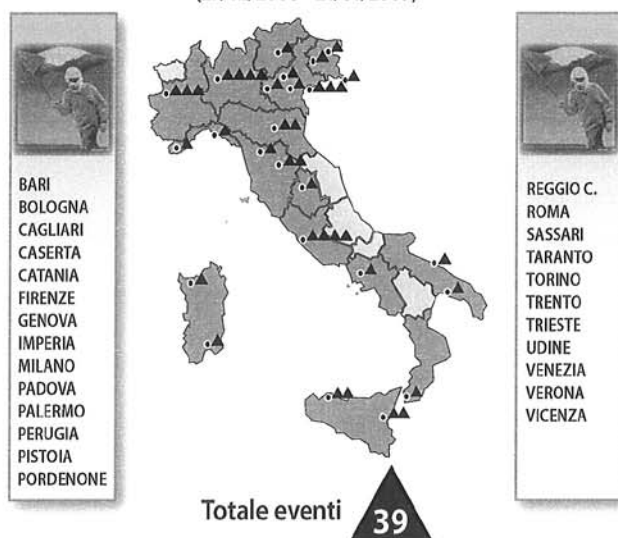 BARI
BOLOGNA
CAGLIARI
CASERTA
CATANIA
FIRENZE
GENOVA
IMPERIA
MILANO
PADOVA
PALERMO
PERUGIA
PISTOIA
PORDENONE
REGGIO C.
ROMA
SASSARI
TARANTO
TORINO
TRENTO
TRIESTE
UDINE
VENEZIA
VERONA
VICENZA
Totale eventi 39